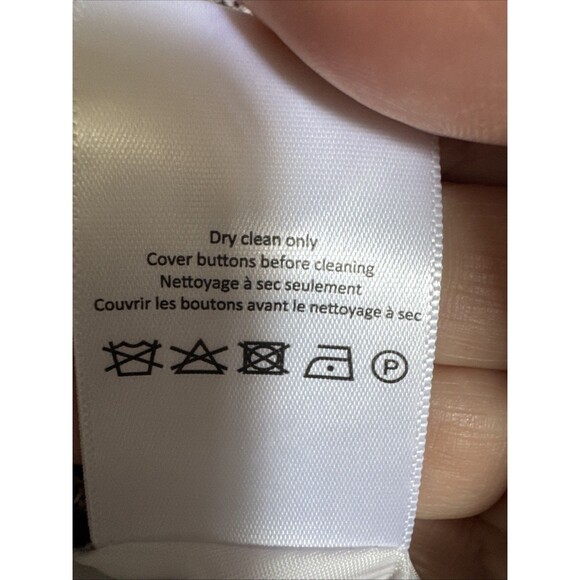 Dry clean only
Cover buttons before cleaning
Nettoyage à sec seulement
Couvrir les boutons avant le nettoyage à sec
P